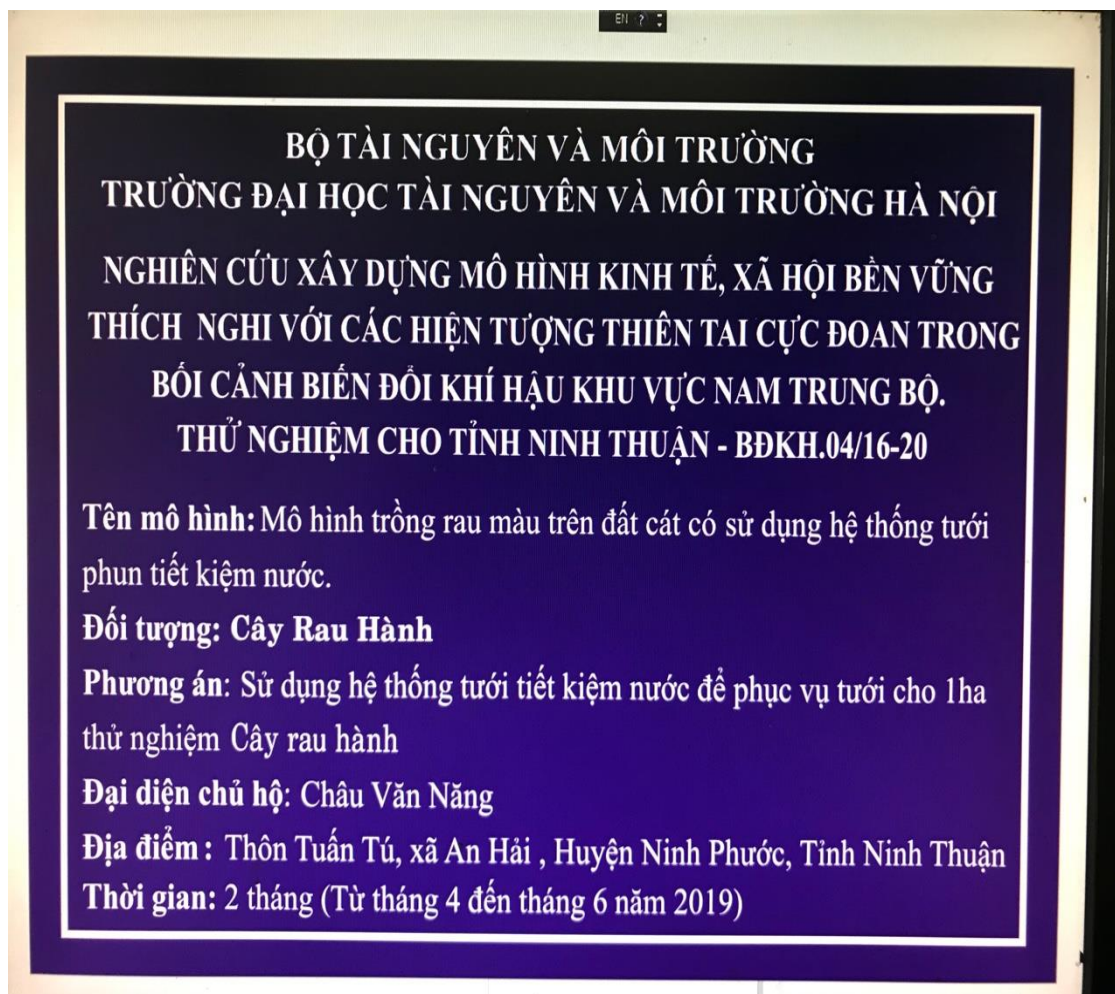 EN ?
BỘ TÀI NGUYÊN VÀ MÔI TRƯỜNG
TRƯỜNG ĐẠI HỌC TÀI NGUYÊN VÀ MÔI TRƯỜNG HÀ NỘI
NGHIÊN CỨU XÂY DỰNG MÔ HÌNH KINH TẾ, XÃ HỘI BỀN VỮNG
THÍCH NGHI VỚI CÁC HIỆN TƯỢNG THIÊN TAI CỰC ĐOAN TRONG
BỐI CẢNH BIẾN ĐỔI KHÍ HẬU KHU VỰC NAM TRUNG BỘ.
THỬ NGHIỆM CHO TỈNH NINH THUẬN - BĐKH.04/16-20
Tên mô hình: Mô hình trồng rau màu trên đất cát có sử dụng hệ thống tưới
phun tiết kiệm nước.
Đối tượng: Cây Rau Hành
Phương án: Sử dụng hệ thống tưới tiết kiệm nước để phục vụ tưới cho 1ha
thử nghiệm Cây rau hành
Đại diện chủ hộ: Châu Văn Năng
Địa điểm : Thôn Tuấn Tú, xã An Hải , Huyện Ninh Phước, Tỉnh Ninh Thuận
Thời gian: 2 tháng (Từ tháng 4 đến tháng 6 năm 2019)